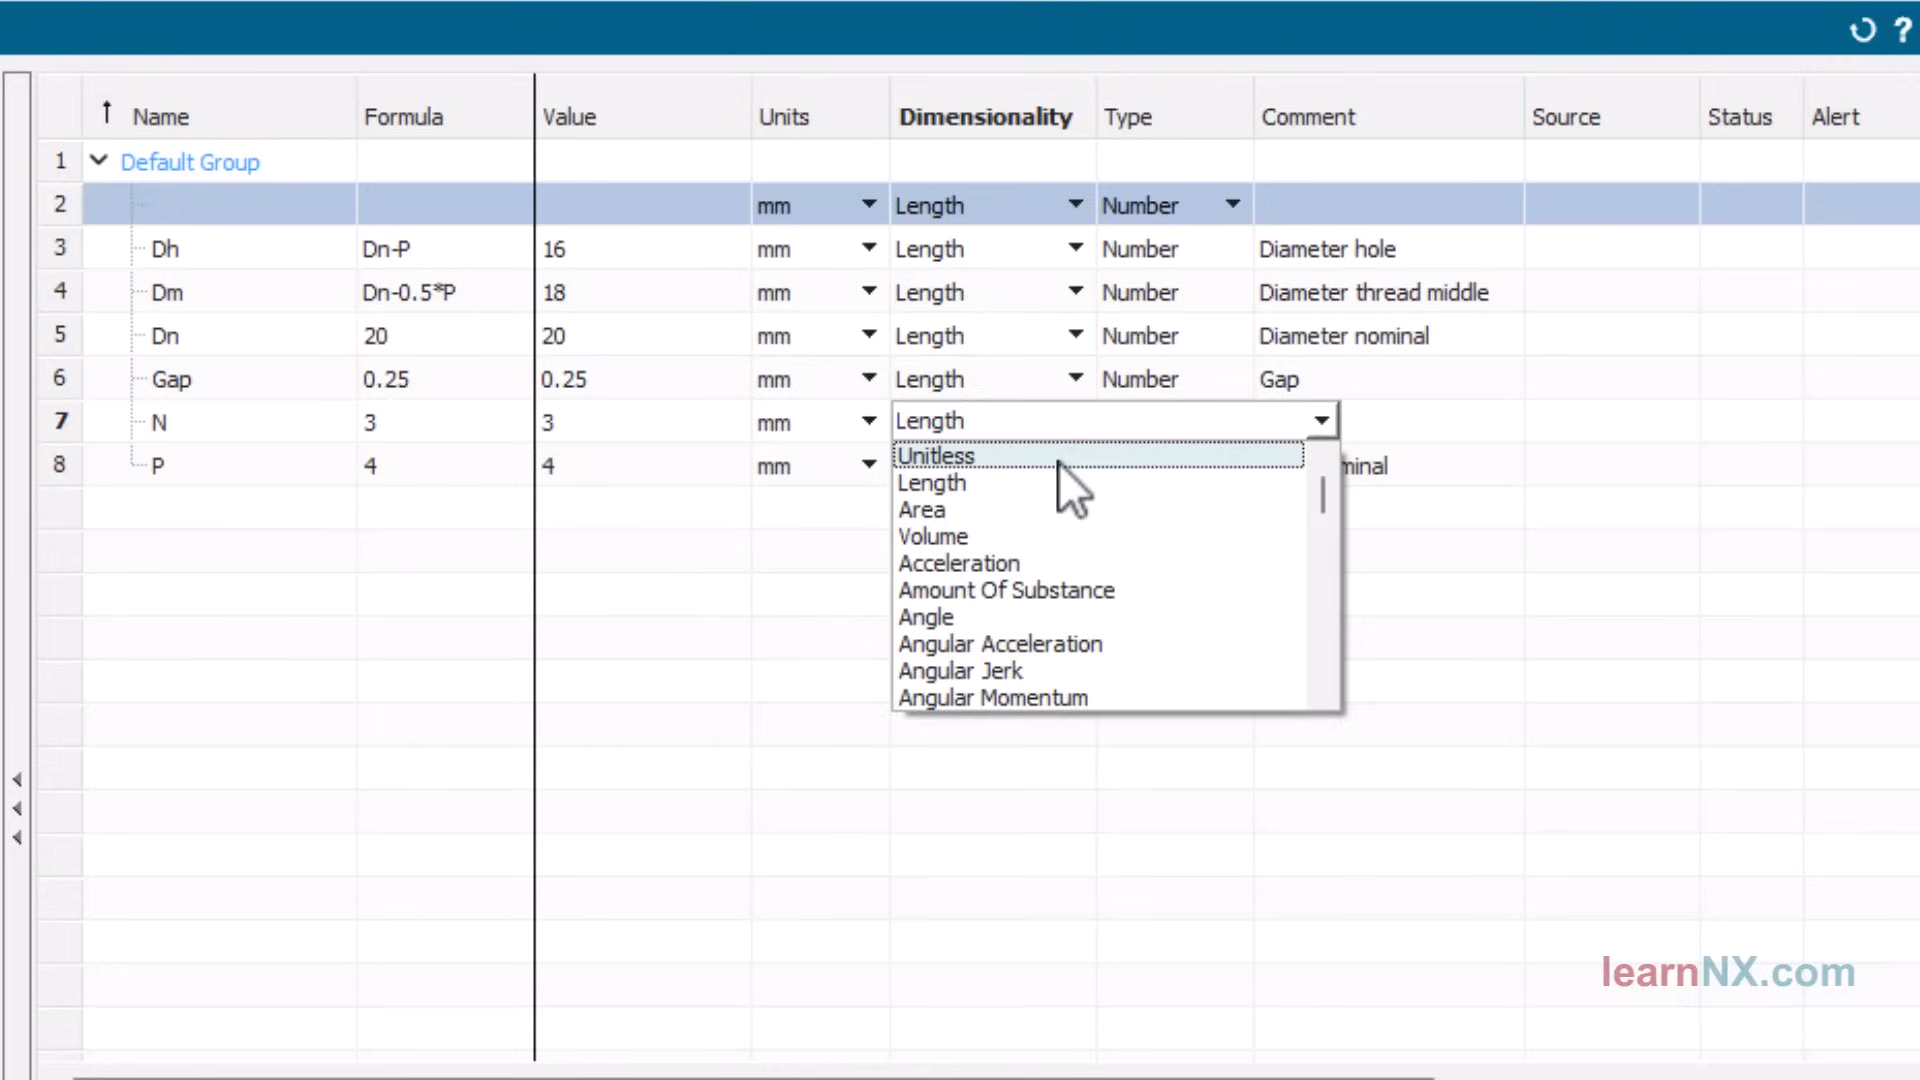 ?
↑ Name Formula Value Units Dimensionality Type Comment Source Status Alert
1 Default Group
2 mm Length Number
3 Dh Dn-P 16 mm Length Number Diameter hole
4 Dm Dn-0.5*P 18 mm Length Number Diameter thread middle
5 Dn 20 20 mm Length Number Diameter nominal
6 Gap 0.25 0.25 mm Length Number Gap
7 N 3 3 mm Length
8 P 4 4 mm minal
Unitless
Length
Area
Volume
Acceleration
Amount Of Substance
Angle
Angular Acceleration
Angular Jerk
Angular Momentum
learnNX.com